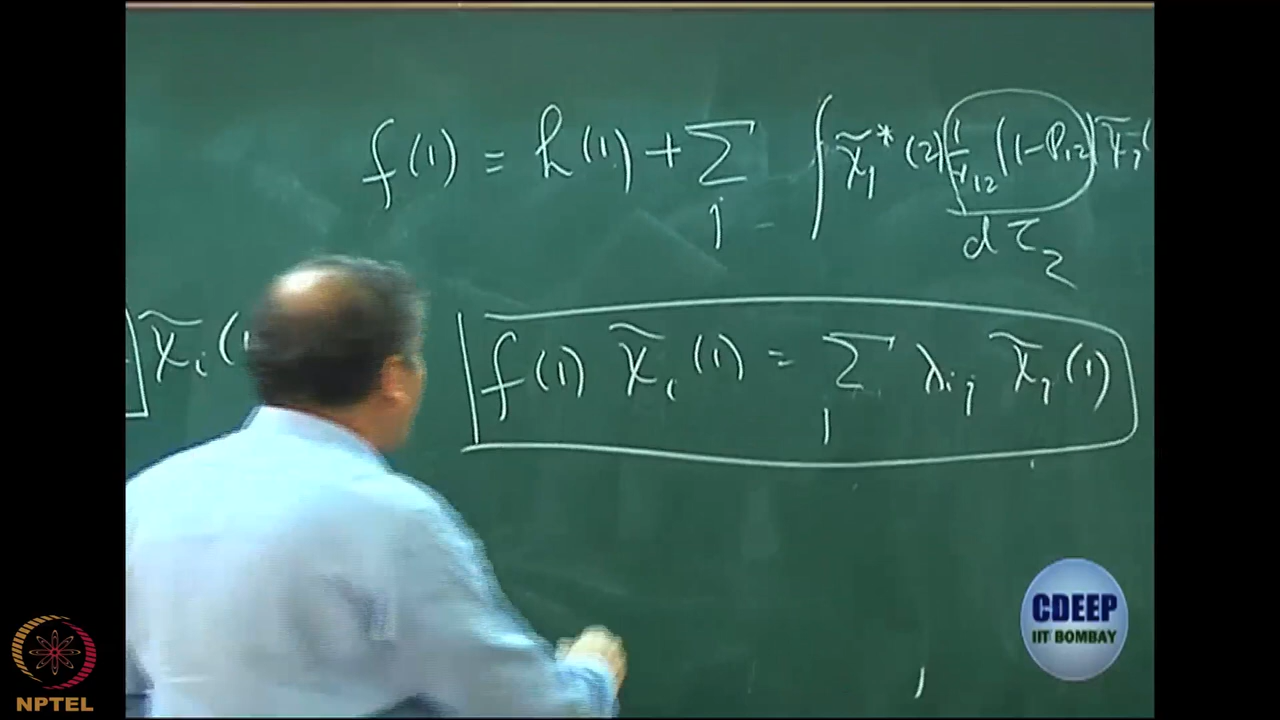 f(1) ≡ h(1) + Σ_j ∫ χ̃_j*(2) 1/r_12 (1-P_12) χ̃_j(
dτ_2
] χ̃_i(
f(1) χ̃_i(1) = Σ_j λ_ij χ̃_j(1)
CDEEP
IIT BOMBAY
NPTEL